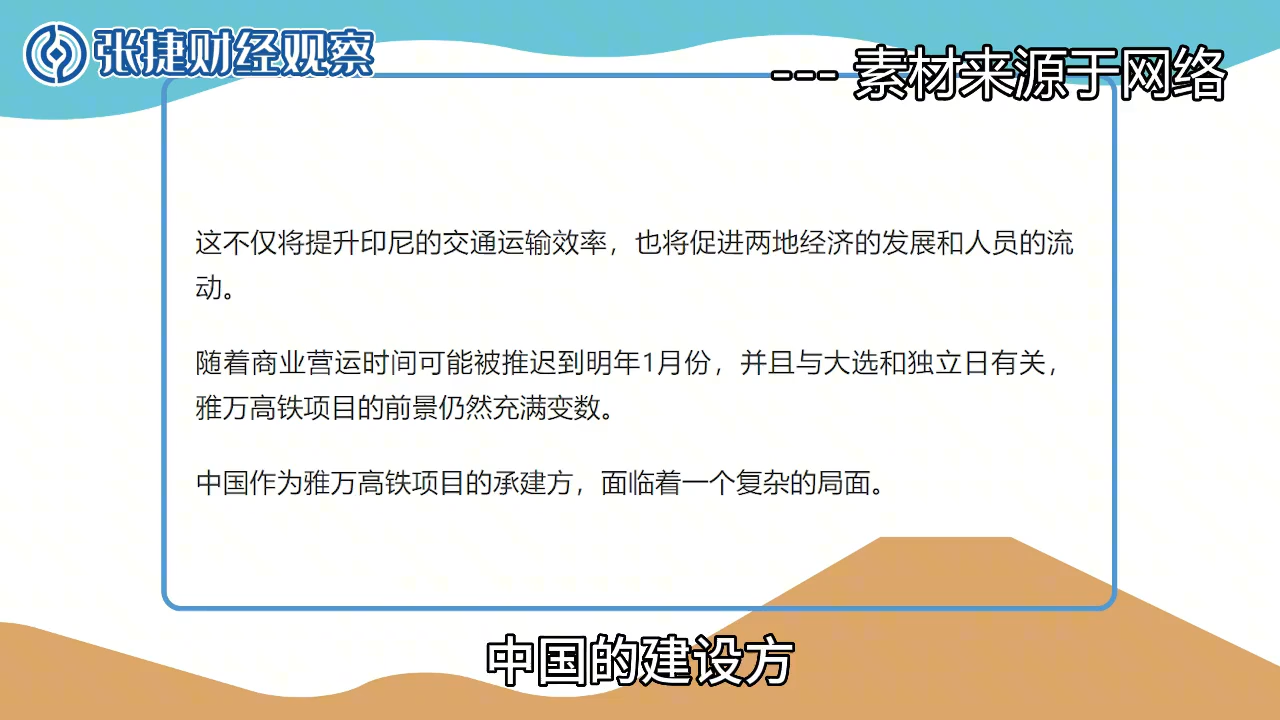 张捷财经观察
--- 素材来源于网络
这不仅将提升印尼的交通运输效率，也将促进两地经济的发展和人员的流
动。
随着商业营运时间可能被推迟到明年1月份，并且与大选和独立日有关，
雅万高铁项目的前景仍然充满变数。
中国作为雅万高铁项目的承建方，面临着一个复杂的局面。
中国的建设方